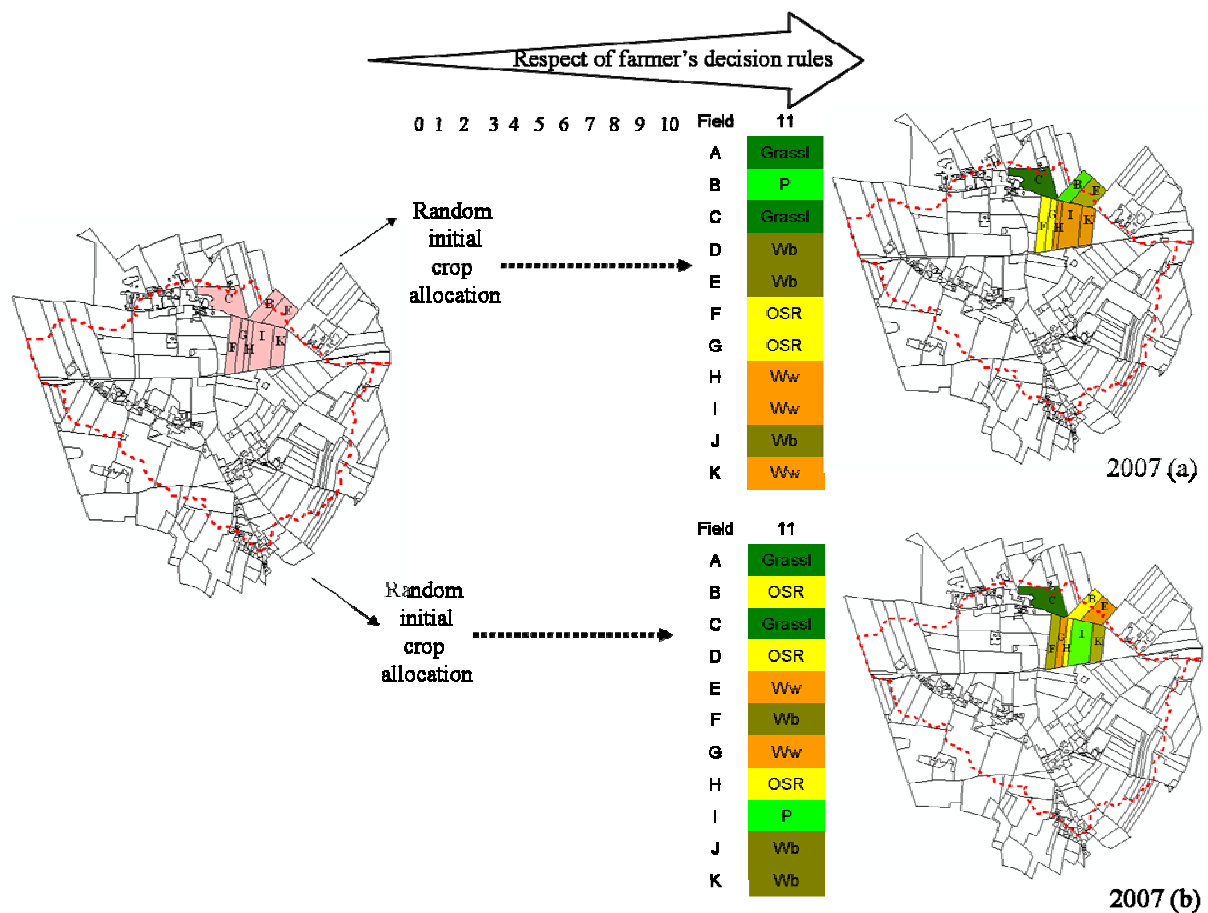 Respect of farmer's decision rules
0 1 2 3 4 5 6 7 8 9 10 Field 11
A Grassl
B P
C Grassl
D Wb
E Wb
F OSR
G OSR
H Ww
I Ww
J Wb
K Ww
Random
initial
crop
allocation
C
B
E
G
I
K
F
H
2007 (a)
C
B
E
G
I
K
F
H
Field 11
A Grassl
B OSR
C Grassl
D OSR
E Ww
F Wb
G Ww
H OSR
I P
J Wb
K Wb
Random
initial
crop
allocation
B
C
E
G
I
K
F
H
2007 (b)